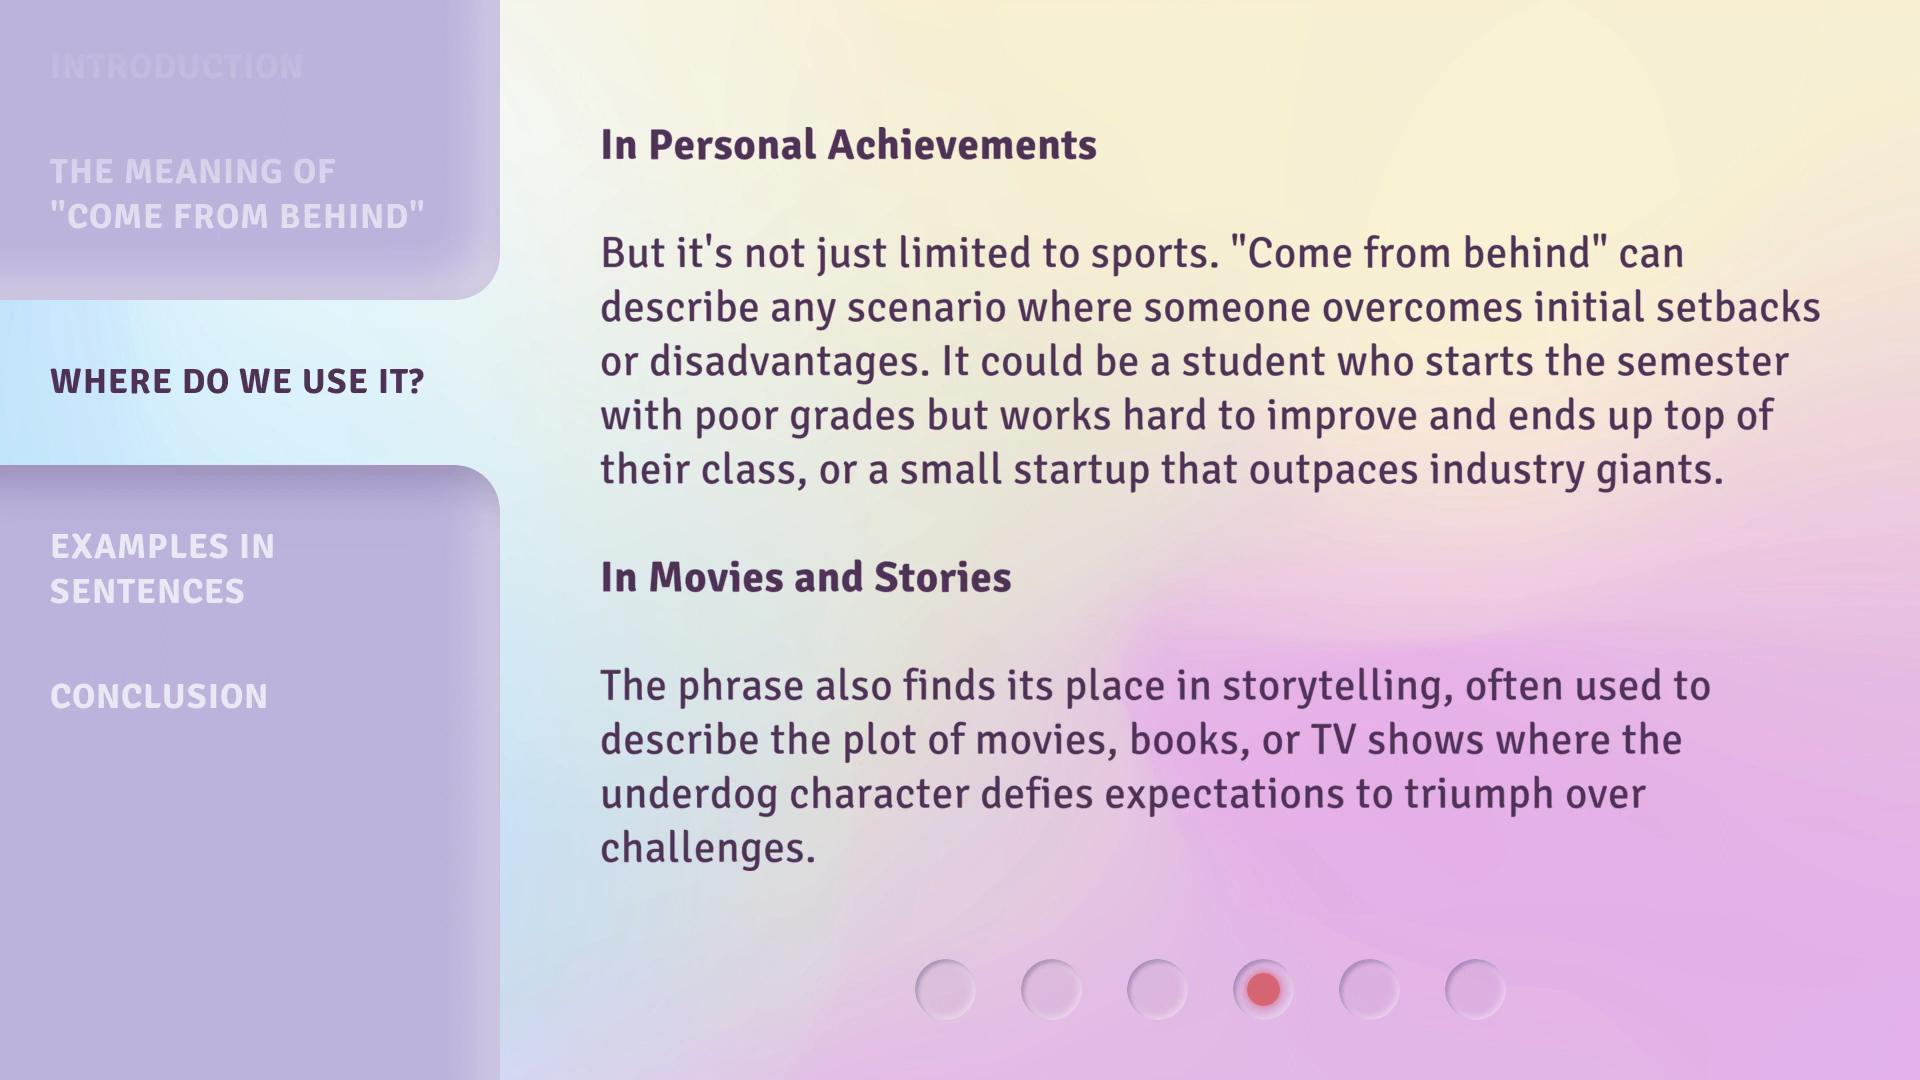 INTRODUCTION
THE MEANING OF
"COME FROM BEHIND"
WHERE DO WE USE IT?
EXAMPLES IN
SENTENCES
CONCLUSION
In Personal Achievements
But it's not just limited to sports. "Come from behind" can
describe any scenario where someone overcomes initial setbacks
or disadvantages. It could be a student who starts the semester
with poor grades but works hard to improve and ends up top of
their class, or a small startup that outpaces industry giants.
In Movies and Stories
The phrase also finds its place in storytelling, often used to
describe the plot of movies, books, or TV shows where the
underdog character defies expectations to triumph over
challenges.